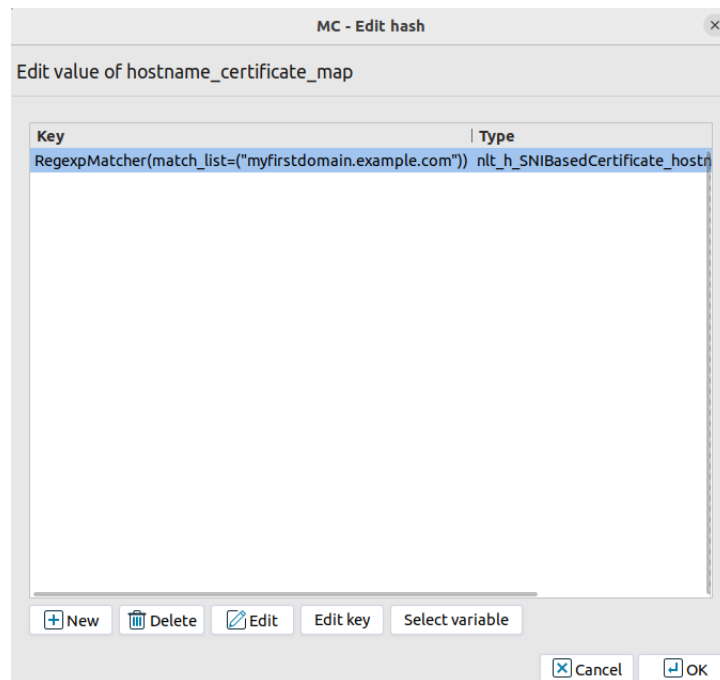 MC - Edit hash
Edit value of hostname_certificate_map
Key Type
RegexpMatcher(match_list=("myfirstdomain.example.com")) nlt_h_SNIBasedCertificate_hostn
New Delete Edit Edit key Select variable
Cancel OK